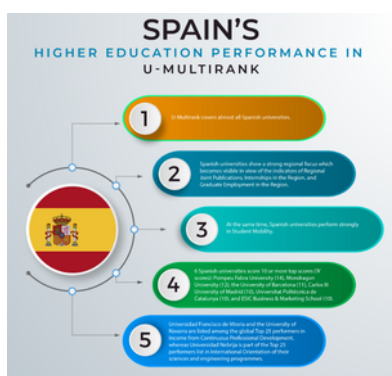 SPAIN'S
HIGHER EDUCATION PERFORMANCE IN
U-MULTIRANK
1
U-Multirank covers almost all Spanish universities.
2
Spanish universities show a strong regional focus which
becomes visible in view of the indicators of Regional
Joint Publications, Internships in the Region, and
Graduate Employment in the Region.
3
At the same time, Spanish universities perform strongly
in Student Mobility.
4
6 Spanish universities score 10 or more top scores ('A'
scores): Pompeu Fabra University (14), Mondragon
University (12), the University of Barcelona (11), Carlos III
University of Madrid (10), Universitat Politècnica de
Catalunya (10), and ESIC Business & Marketing School (10).
5
Universidad Francisco de Vitoria and the University of
Navarra are listed among the global Top 25 performers in
Income from Continuous Professional Development,
whereas Universidad Nebrija is part of the Top 25
performers list in International Orientation of their
sciences and engineering programmes.